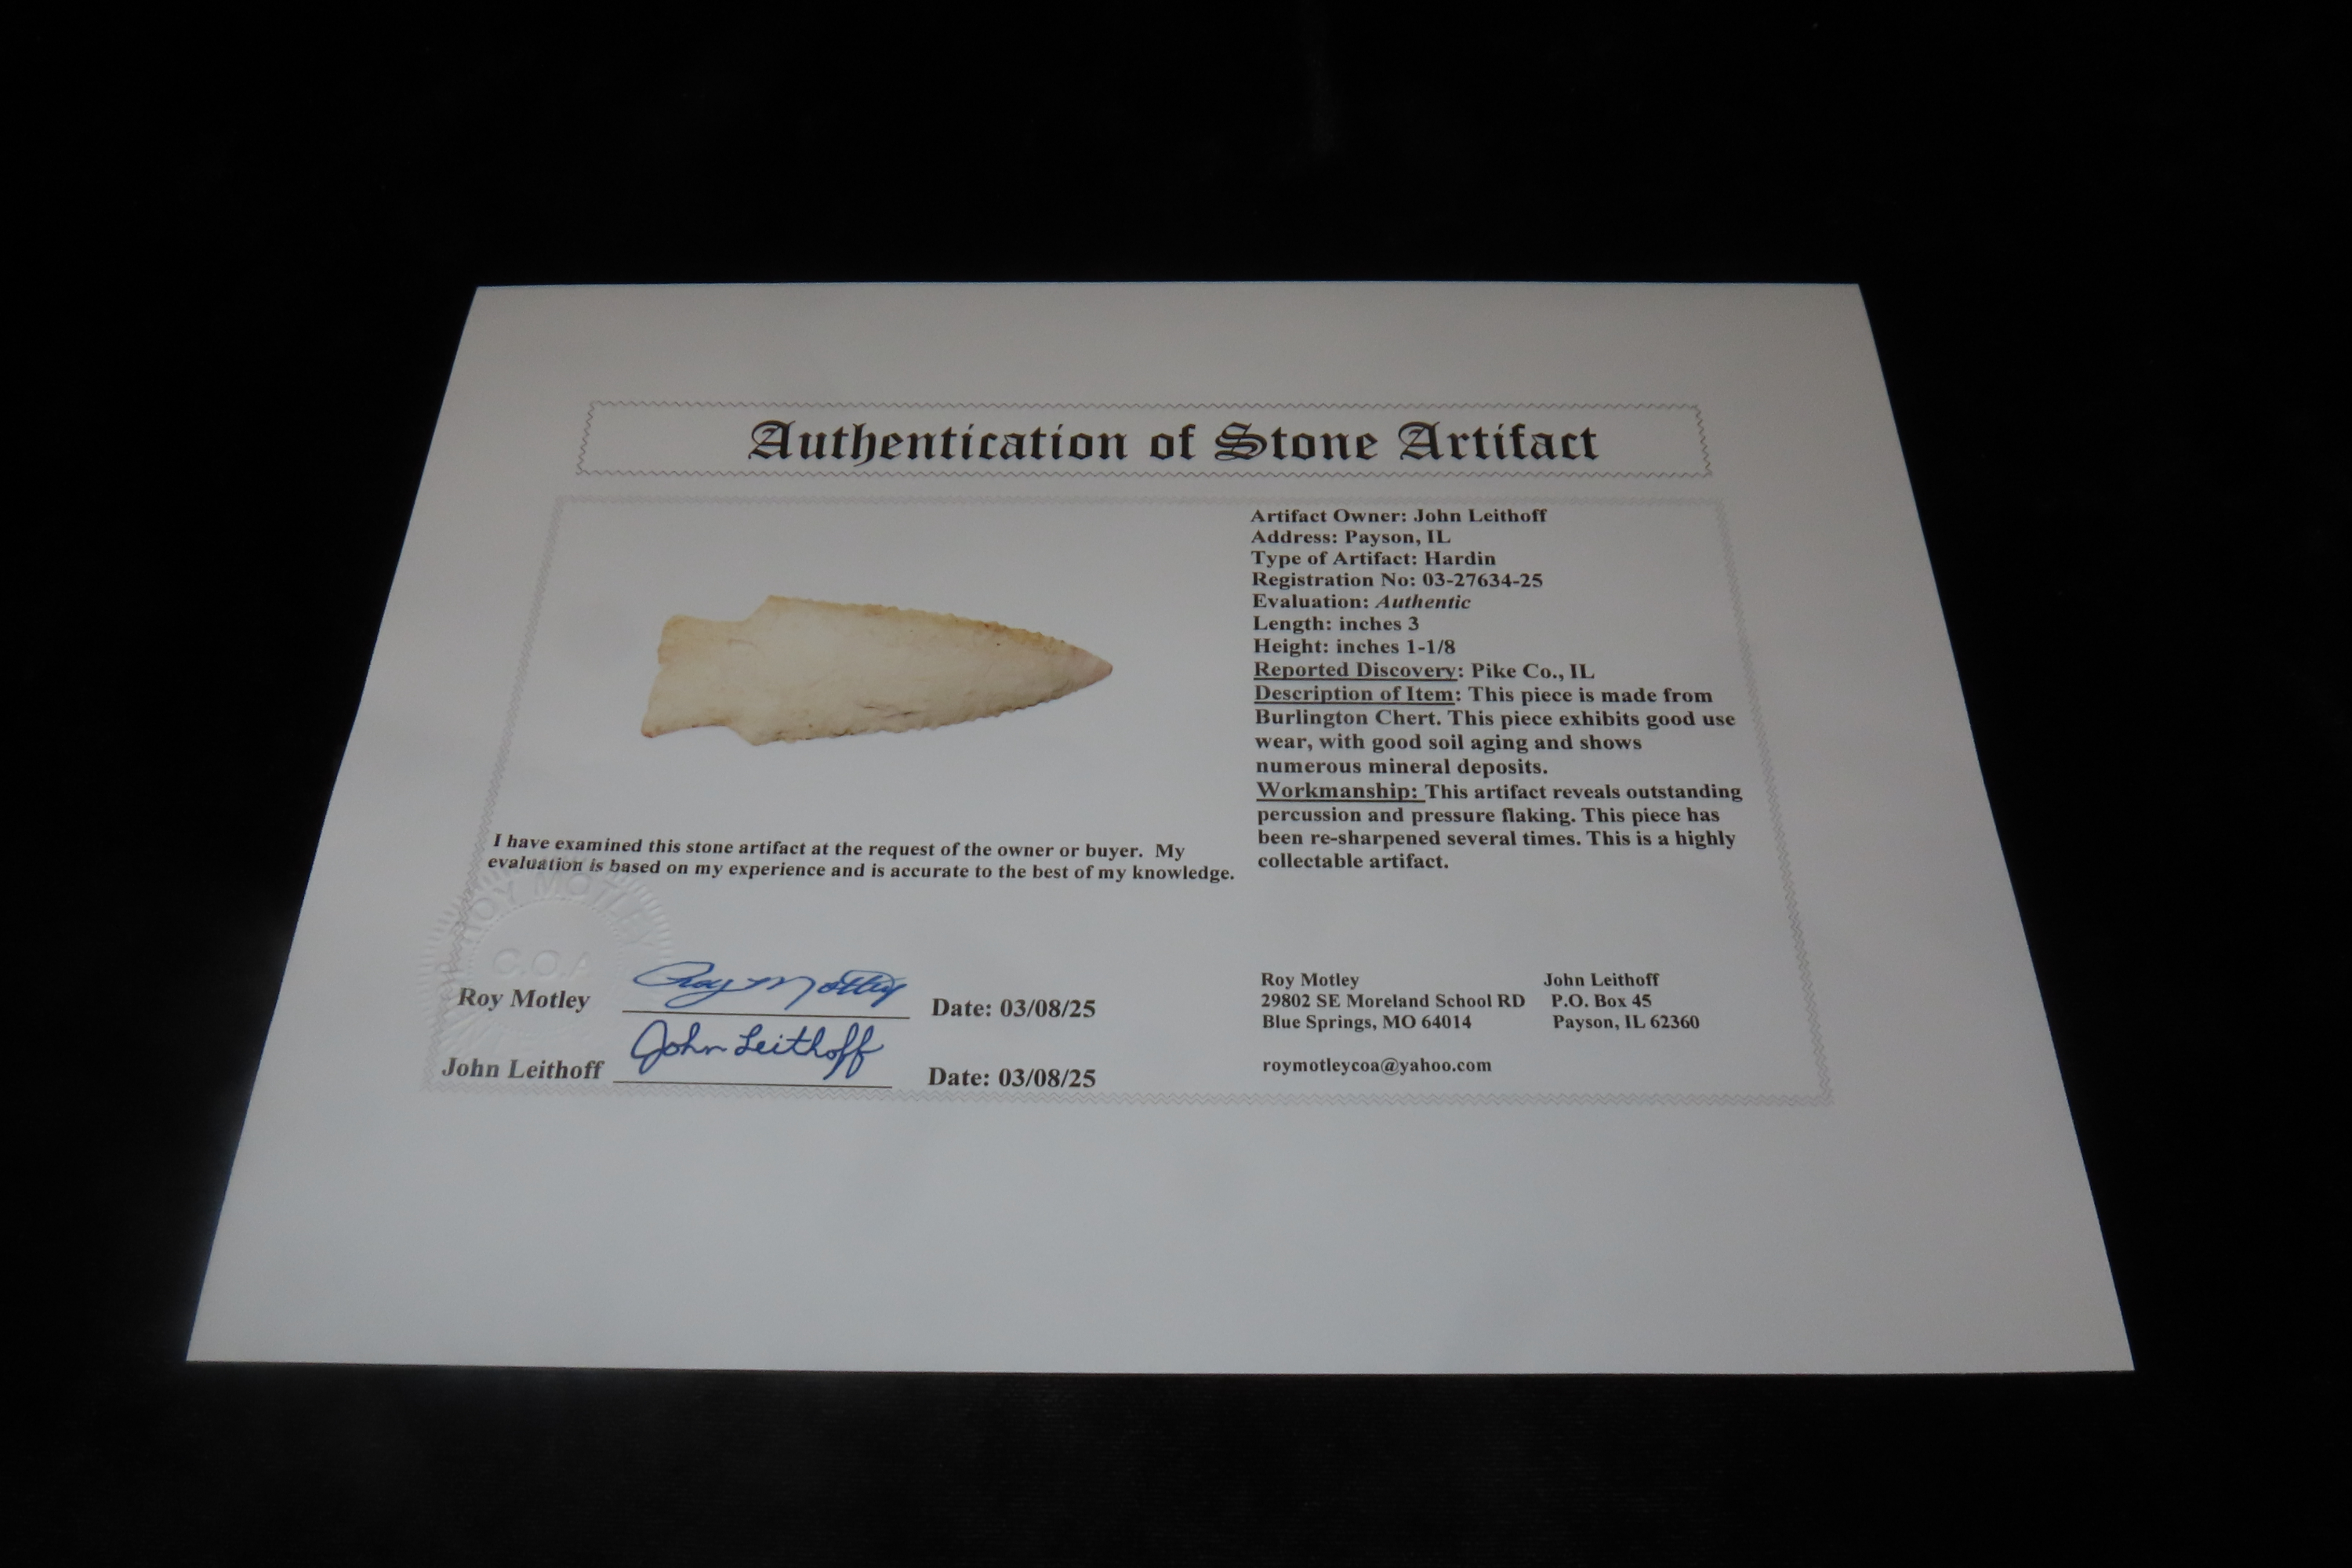 Authentication of Stone Artifact
Artifact Owner: John Leithoff
Address: Payson, IL
Type of Artifact: Hardin
Registration No: 03-27634-25
Evaluation: Authentic
Length: inches 3
Height: inches 1-1/8
Reported Discovery: Pike Co., IL
Description of Item: This piece is made from
Burlington Chert. This piece exhibits good use
wear, with good soil aging and shows
numerous mineral deposits.
Workmanship: This artifact reveals outstanding
percussion and pressure flaking. This piece has
been re-sharpened several times. This is a highly
collectable artifact.
I have examined this stone artifact at the request of the owner or buyer. My
evaluation is based on my experience and is accurate to the best of my knowledge.
ROY MOTLEY
C.O.A
Roy Motley Roy Motley Date: 03/08/25
John Leithoff John Leithoff Date: 03/08/25
Roy Motley
29802 SE Moreland School RD
Blue Springs, MO 64014
roymotleycoa@yahoo.com
John Leithoff
P.O. Box 45
Payson, IL 62360